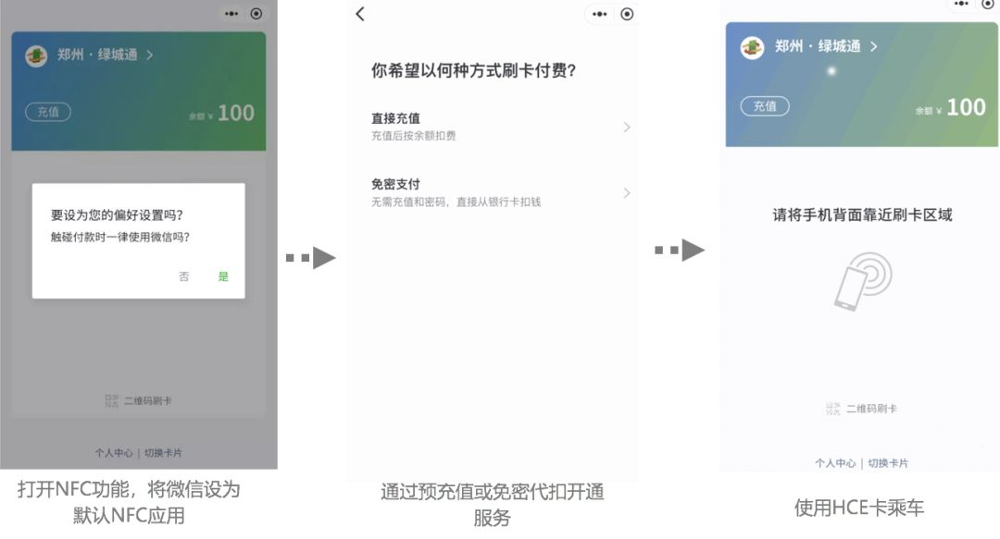 郑州·绿城通 >
充值
余额 ¥ 100
要设为您的偏好设置吗?
触碰付款时一律使用微信吗?
否 是
二维码刷卡
个人中心 | 切换卡片
打开NFC功能，将微信设为
默认NFC应用
你希望以何种方式刷卡付费?
直接充值
充值后按余额扣费
免密支付
无需充值和密码，直接从银行卡扣钱
通过预充值或免密代扣开通
服务
郑州·绿城通 >
充值
余额 ¥ 100
请将手机背面靠近刷卡区域
二维码刷卡
个人中心 | 切换卡片
使用HCE卡乘车